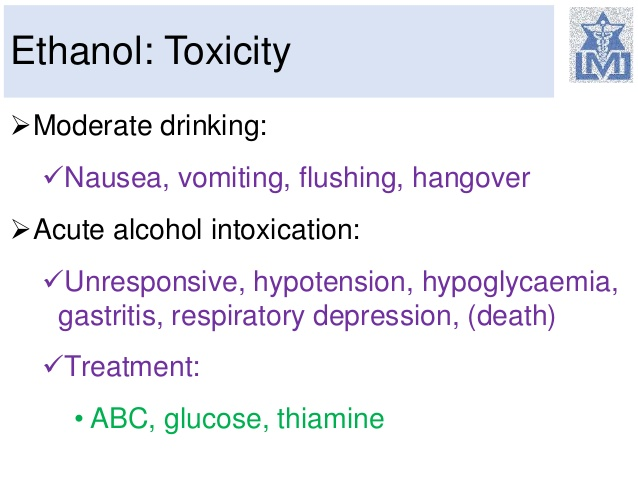 Ethanol: Toxicity
LMJ
➢Moderate drinking:
✓Nausea, vomiting, flushing, hangover
➢Acute alcohol intoxication:
✓Unresponsive, hypotension, hypoglycaemia,
gastritis, respiratory depression, (death)
✓Treatment:
• ABC, glucose, thiamine